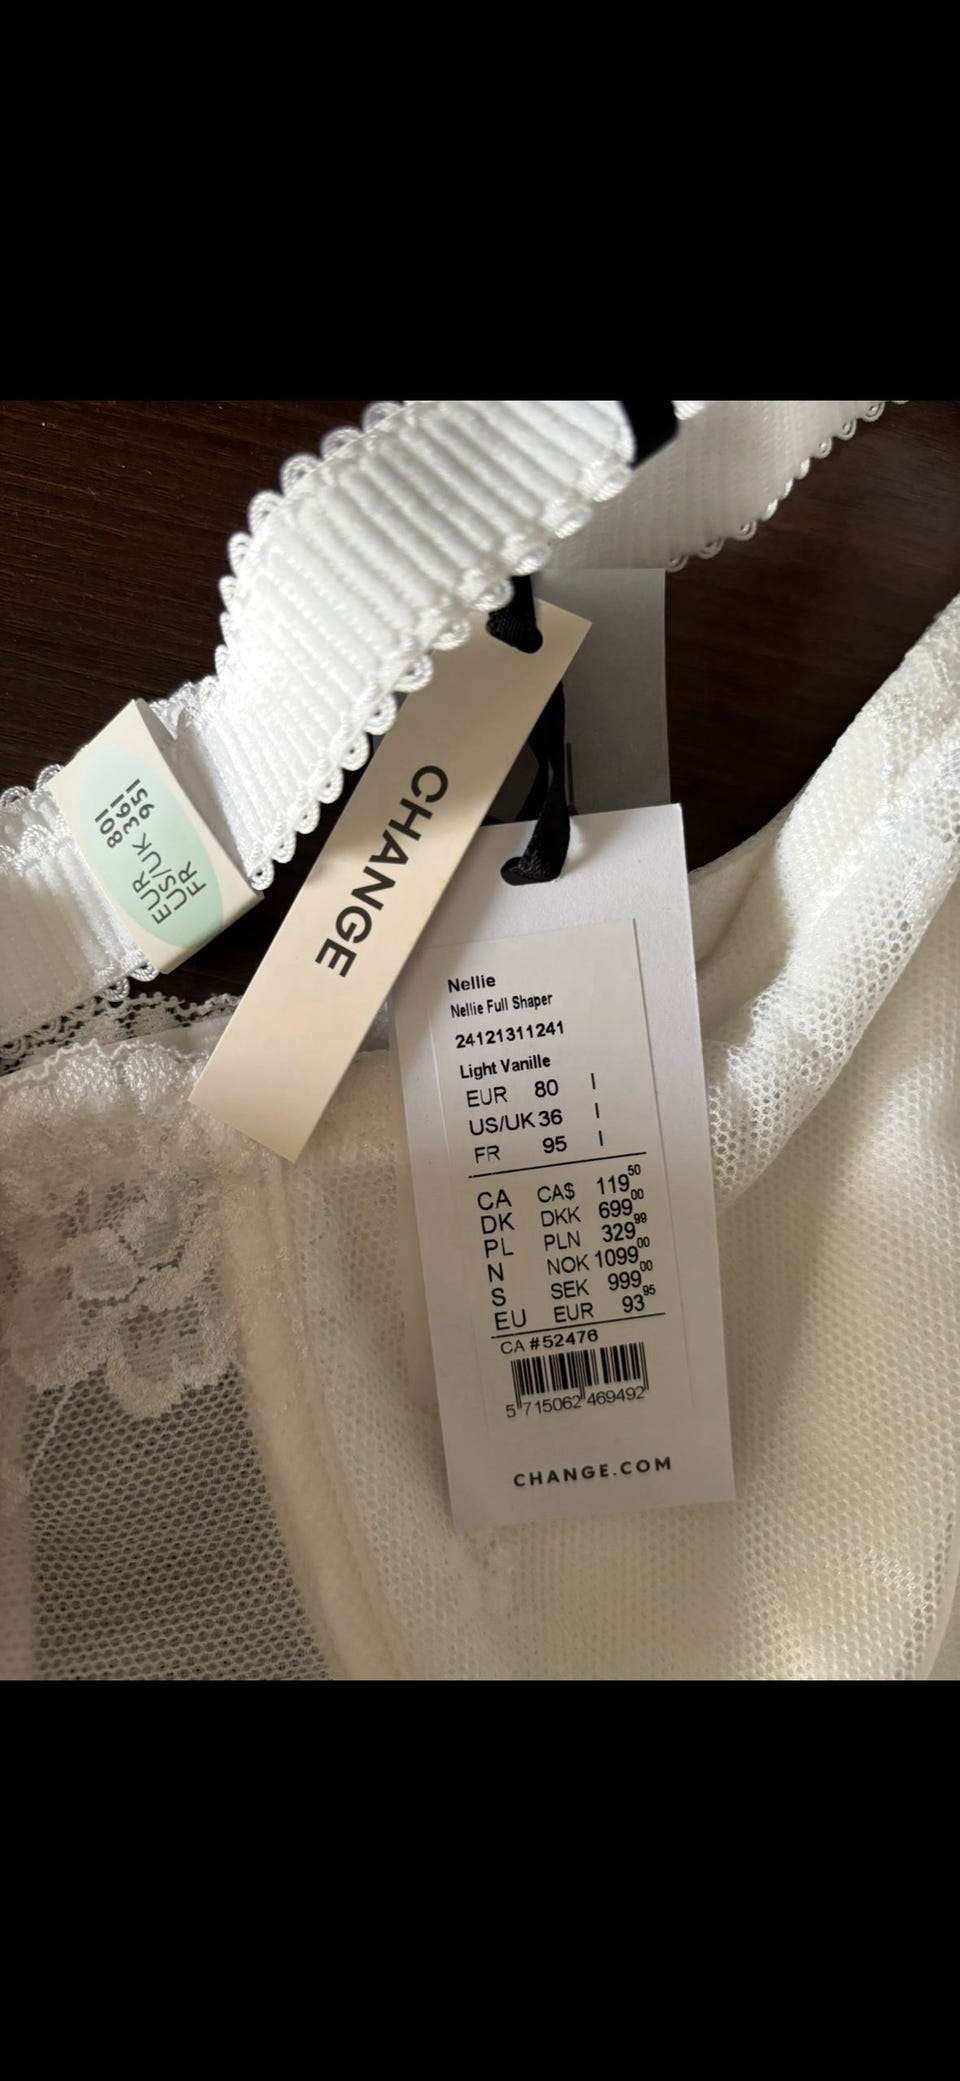 EUR 80I
US/UK 36I
FR 95I
CHANGE
Nellie
Nellie Full Shaper
24121311241
Light Vanille
EUR 80 I
US/UK 36 I
FR 95 I
CA CA$ 11950
DK DKK 69900
PL PLN 32999
N NOK 109900
S SEK 99900
EU EUR 9395
CA #52476
5 715062 469492
CHANGE.COM